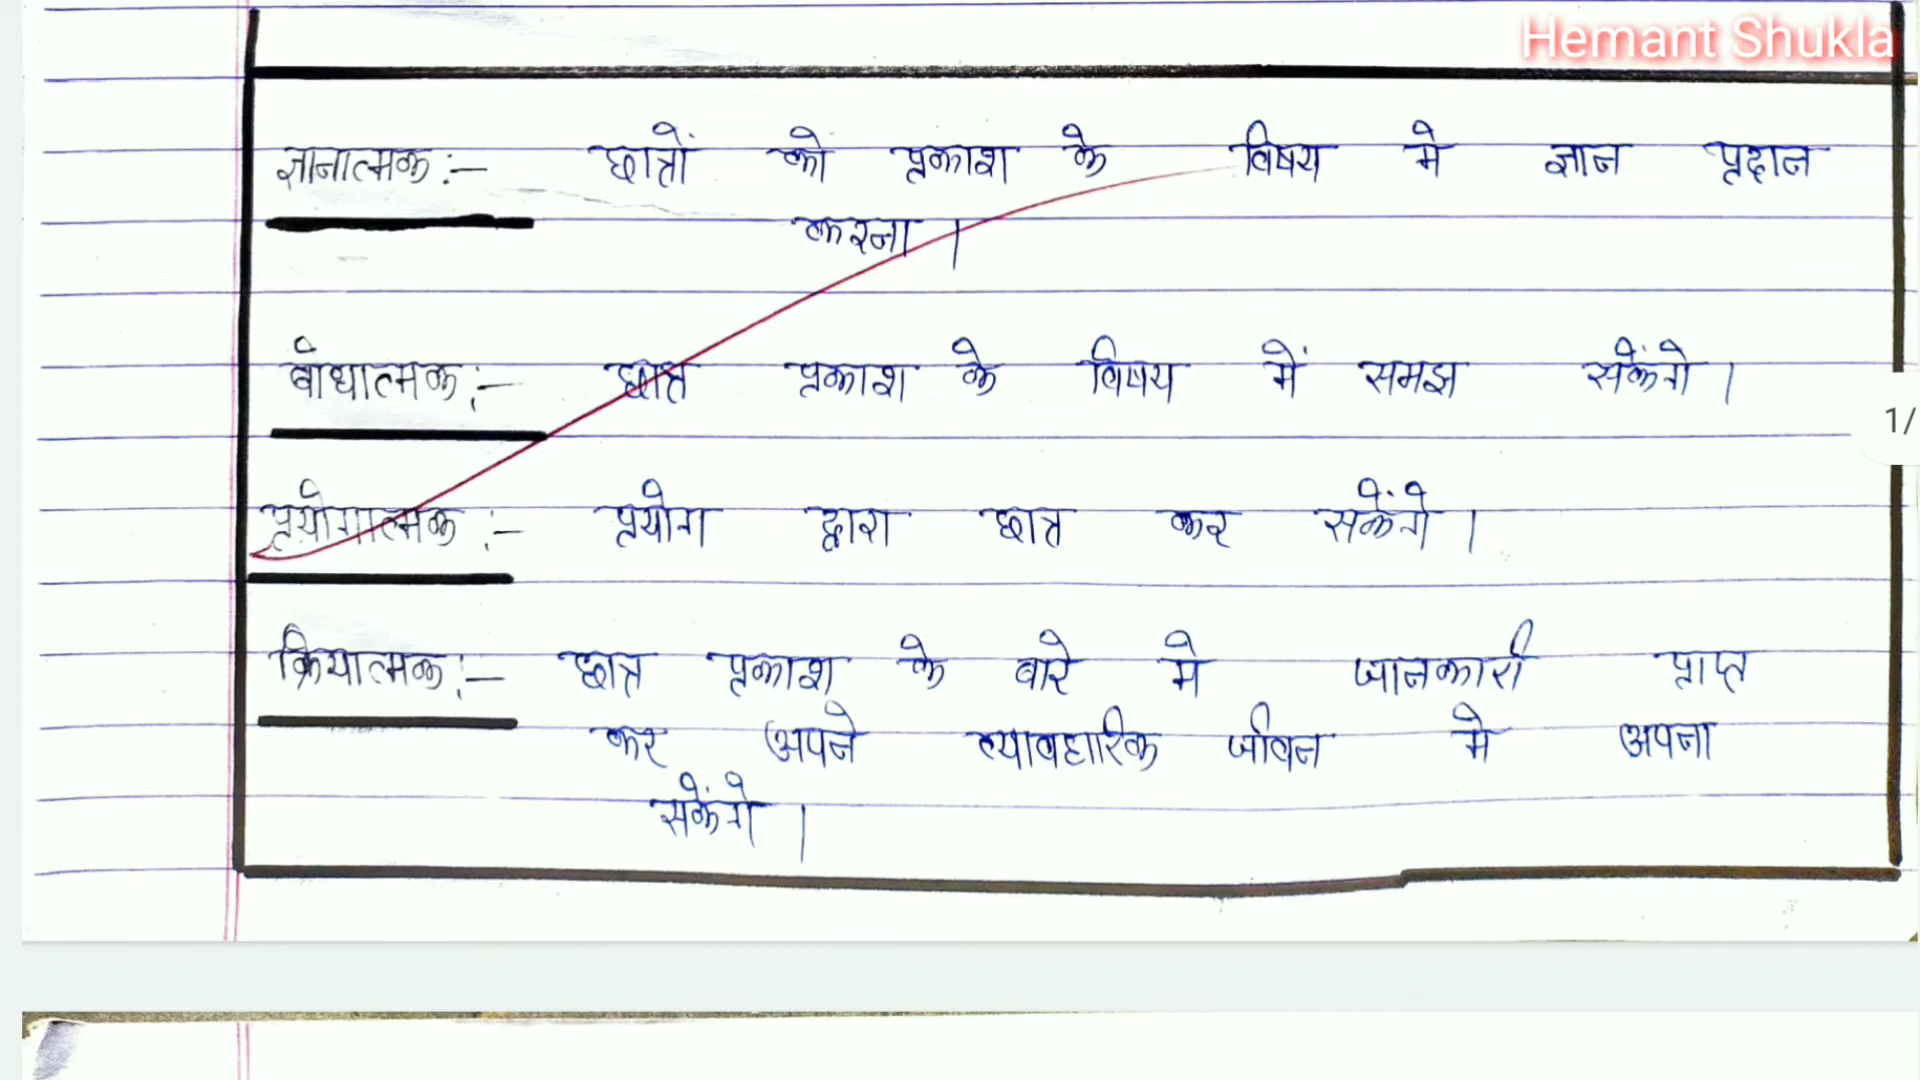 Hemant Shukla
ज्ञानात्मक :- छात्रों को प्रकाश के विषय मे ज्ञान प्रदान
करना ।
बोधात्मक :- छात्र प्रकाश के विषय में समझ सकेंगे ।
1/
प्रयोगात्मक :- प्रयोग द्वारा छात्र कर सकेंगे ।
क्रियात्मक :- छात्र प्रकाश के बारे मे जानकारी प्राप्त
कर अपने व्यावहारिक जीवन मे अपना
सकेंगे ।